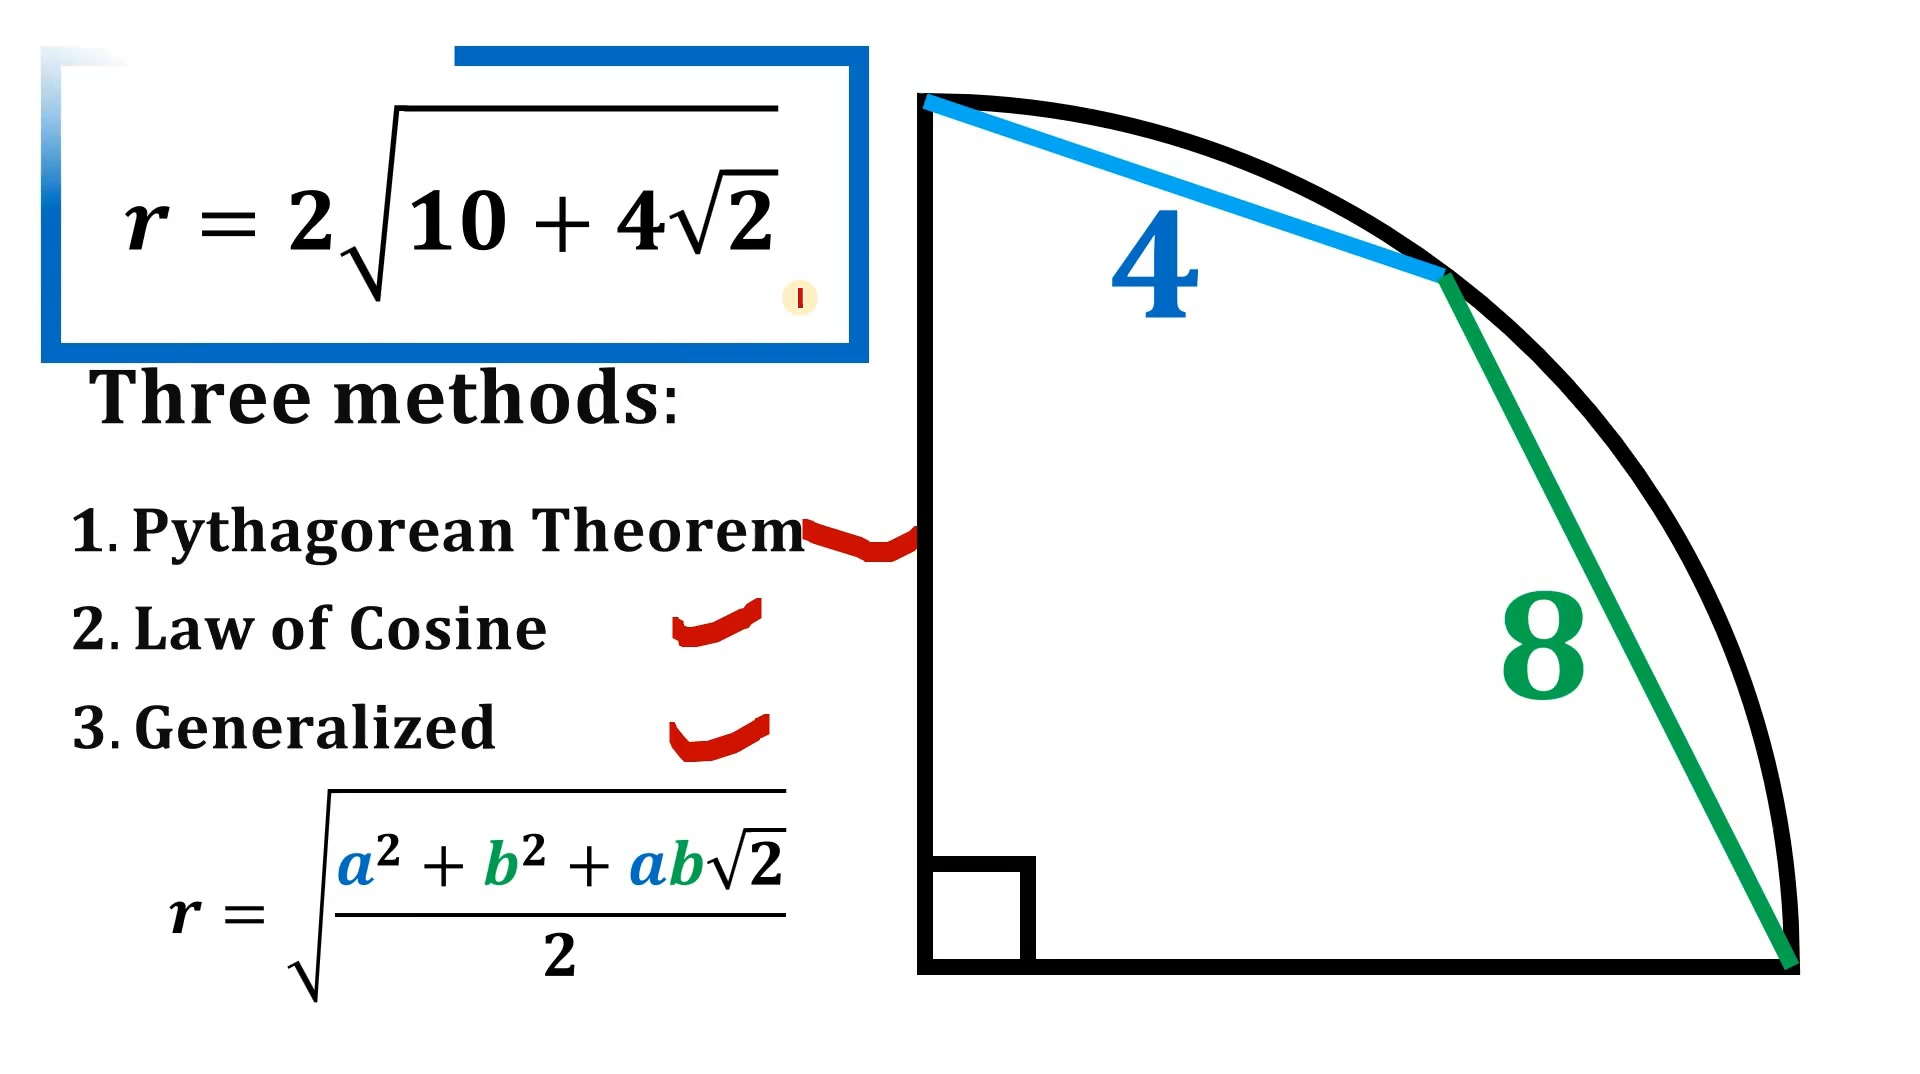 r = 2√(10 + 4√2)
Three methods:
1. Pythagorean Theorem
2. Law of Cosine
3. Generalized
r = √((a² + b² + ab√2)/2)
4
8